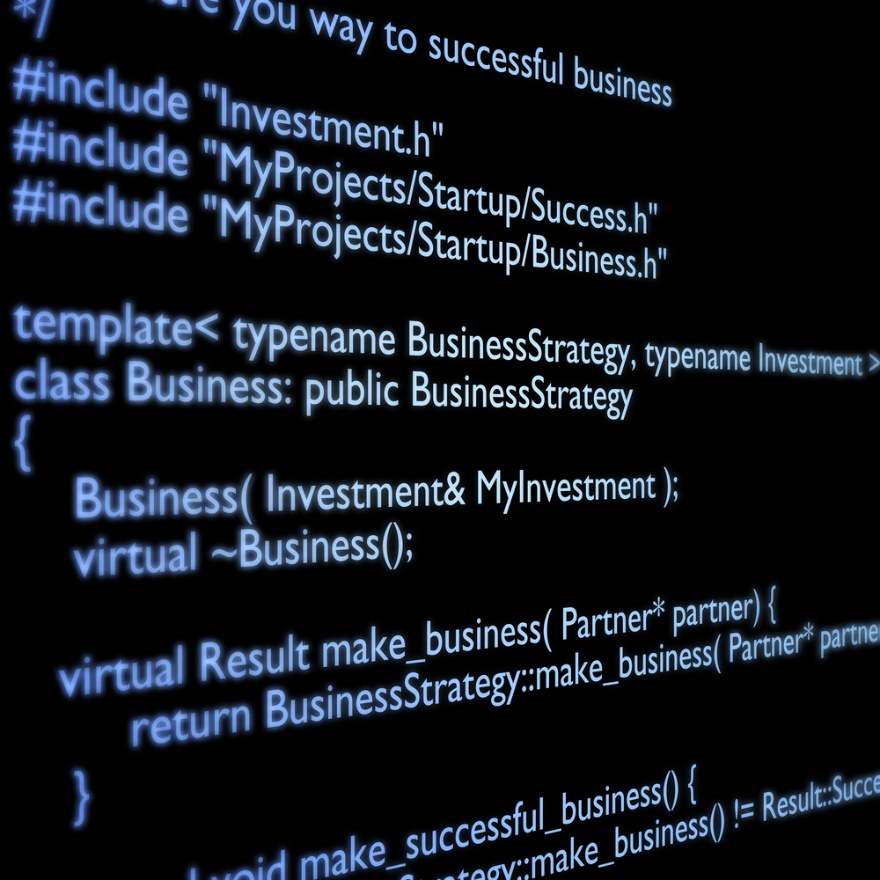 you way to successful business
*/
#include "Investment.h"
#include "MyProjects/Startup/Success.h"
#include "MyProjects/Startup/Business.h"
template< typename BusinessStrategy, typename Investment >
class Business: public BusinessStrategy
{
Business( Investment& MyInvestment );
virtual ~Business();
virtual Result make_business( Partner* partner) {
return BusinessStrategy::make_business( Partner* partne
}
void make_successful_business() {
::make_business() != Result::Succe